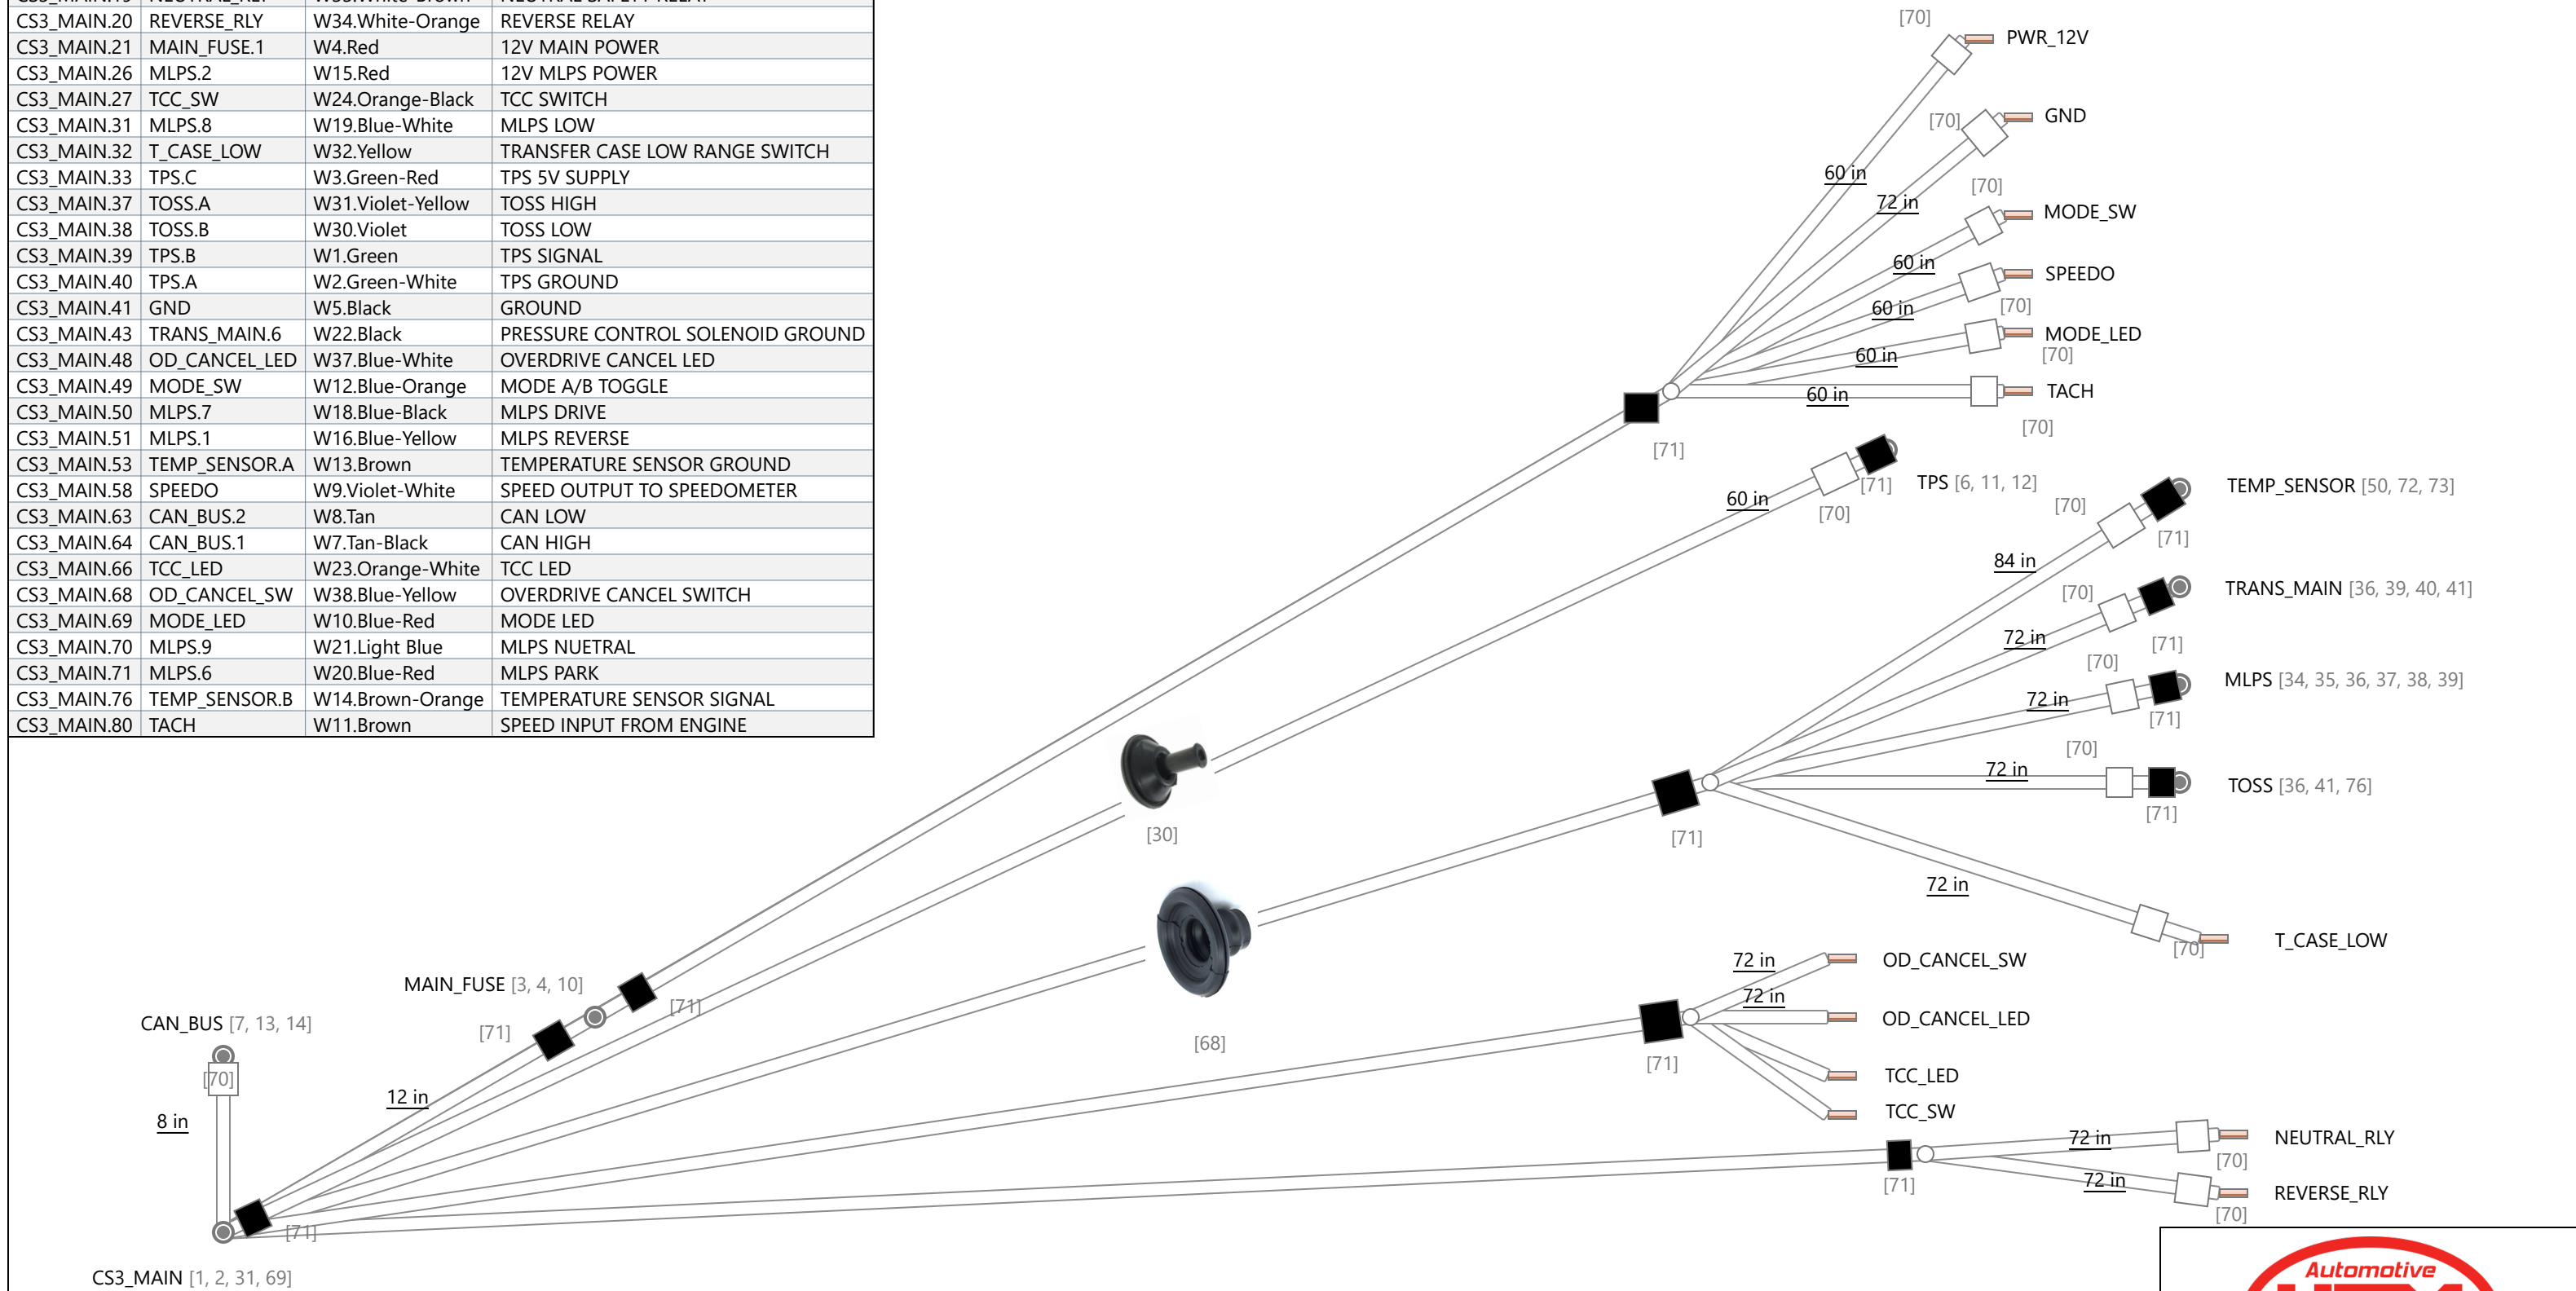 CS3_MAIN.20 REVERSE_RLY W34.White-Orange REVERSE RELAY
CS3_MAIN.21 MAIN_FUSE.1 W4.Red 12V MAIN POWER
CS3_MAIN.26 MLPS.2 W15.Red 12V MLPS POWER
CS3_MAIN.27 TCC_SW W24.Orange-Black TCC SWITCH
CS3_MAIN.31 MLPS.8 W19.Blue-White MLPS LOW
CS3_MAIN.32 T_CASE_LOW W32.Yellow TRANSFER CASE LOW RANGE SWITCH
CS3_MAIN.33 TPS.C W3.Green-Red TPS 5V SUPPLY
CS3_MAIN.37 TOSS.A W31.Violet-Yellow TOSS HIGH
CS3_MAIN.38 TOSS.B W30.Violet TOSS LOW
CS3_MAIN.39 TPS.B W1.Green TPS SIGNAL
CS3_MAIN.40 TPS.A W2.Green-White TPS GROUND
CS3_MAIN.41 GND W5.Black GROUND
CS3_MAIN.43 TRANS_MAIN.6 W22.Black PRESSURE CONTROL SOLENOID GROUND
CS3_MAIN.48 OD_CANCEL_LED W37.Blue-White OVERDRIVE CANCEL LED
CS3_MAIN.49 MODE_SW W12.Blue-Orange MODE A/B TOGGLE
CS3_MAIN.50 MLPS.7 W18.Blue-Black MLPS DRIVE
CS3_MAIN.51 MLPS.1 W16.Blue-Yellow MLPS REVERSE
CS3_MAIN.53 TEMP_SENSOR.A W13.Brown TEMPERATURE SENSOR GROUND
CS3_MAIN.58 SPEEDO W9.Violet-White SPEED OUTPUT TO SPEEDOMETER
CS3_MAIN.63 CAN_BUS.2 W8.Tan CAN LOW
CS3_MAIN.64 CAN_BUS.1 W7.Tan-Black CAN HIGH
CS3_MAIN.66 TCC_LED W23.Orange-White TCC LED
CS3_MAIN.68 OD_CANCEL_SW W38.Blue-Yellow OVERDRIVE CANCEL SWITCH
CS3_MAIN.69 MODE_LED W10.Blue-Red MODE LED
CS3_MAIN.70 MLPS.9 W21.Light Blue MLPS NUETRAL
CS3_MAIN.71 MLPS.6 W20.Blue-Red MLPS PARK
CS3_MAIN.76 TEMP_SENSOR.B W14.Brown-Orange TEMPERATURE SENSOR SIGNAL
CS3_MAIN.80 TACH W11.Brown SPEED INPUT FROM ENGINE
[70]
PWR_12V
[70]
GND
60 in
[70]
72 in
MODE_SW
60 in
SPEEDO
[70]
60 in
MODE_LED
[70]
60 in
TACH
60 in
[70]
[71]
TPS [6, 11, 12]
[71]
60 in
[70]
TEMP_SENSOR [50, 72, 73]
[70]
[71]
84 in
TRANS_MAIN [36, 39, 40, 41]
[70]
72 in
[71]
[70]
MLPS [34, 35, 36, 37, 38, 39]
72 in
[71]
[70]
72 in
TOSS [36, 41, 76]
[71]
[30]
[71]
72 in
T_CASE_LOW
[70]
72 in
OD_CANCEL_SW
72 in
OD_CANCEL_LED
[68]
[71]
TCC_LED
TCC_SW
72 in
NEUTRAL_RLY
[70]
[71]
72 in
REVERSE_RLY
[70]
MAIN_FUSE [3, 4, 10]
[71]
[71]
CAN_BUS [7, 13, 14]
[70]
12 in
8 in
[71]
CS3_MAIN [1, 2, 31, 69]
Automotive